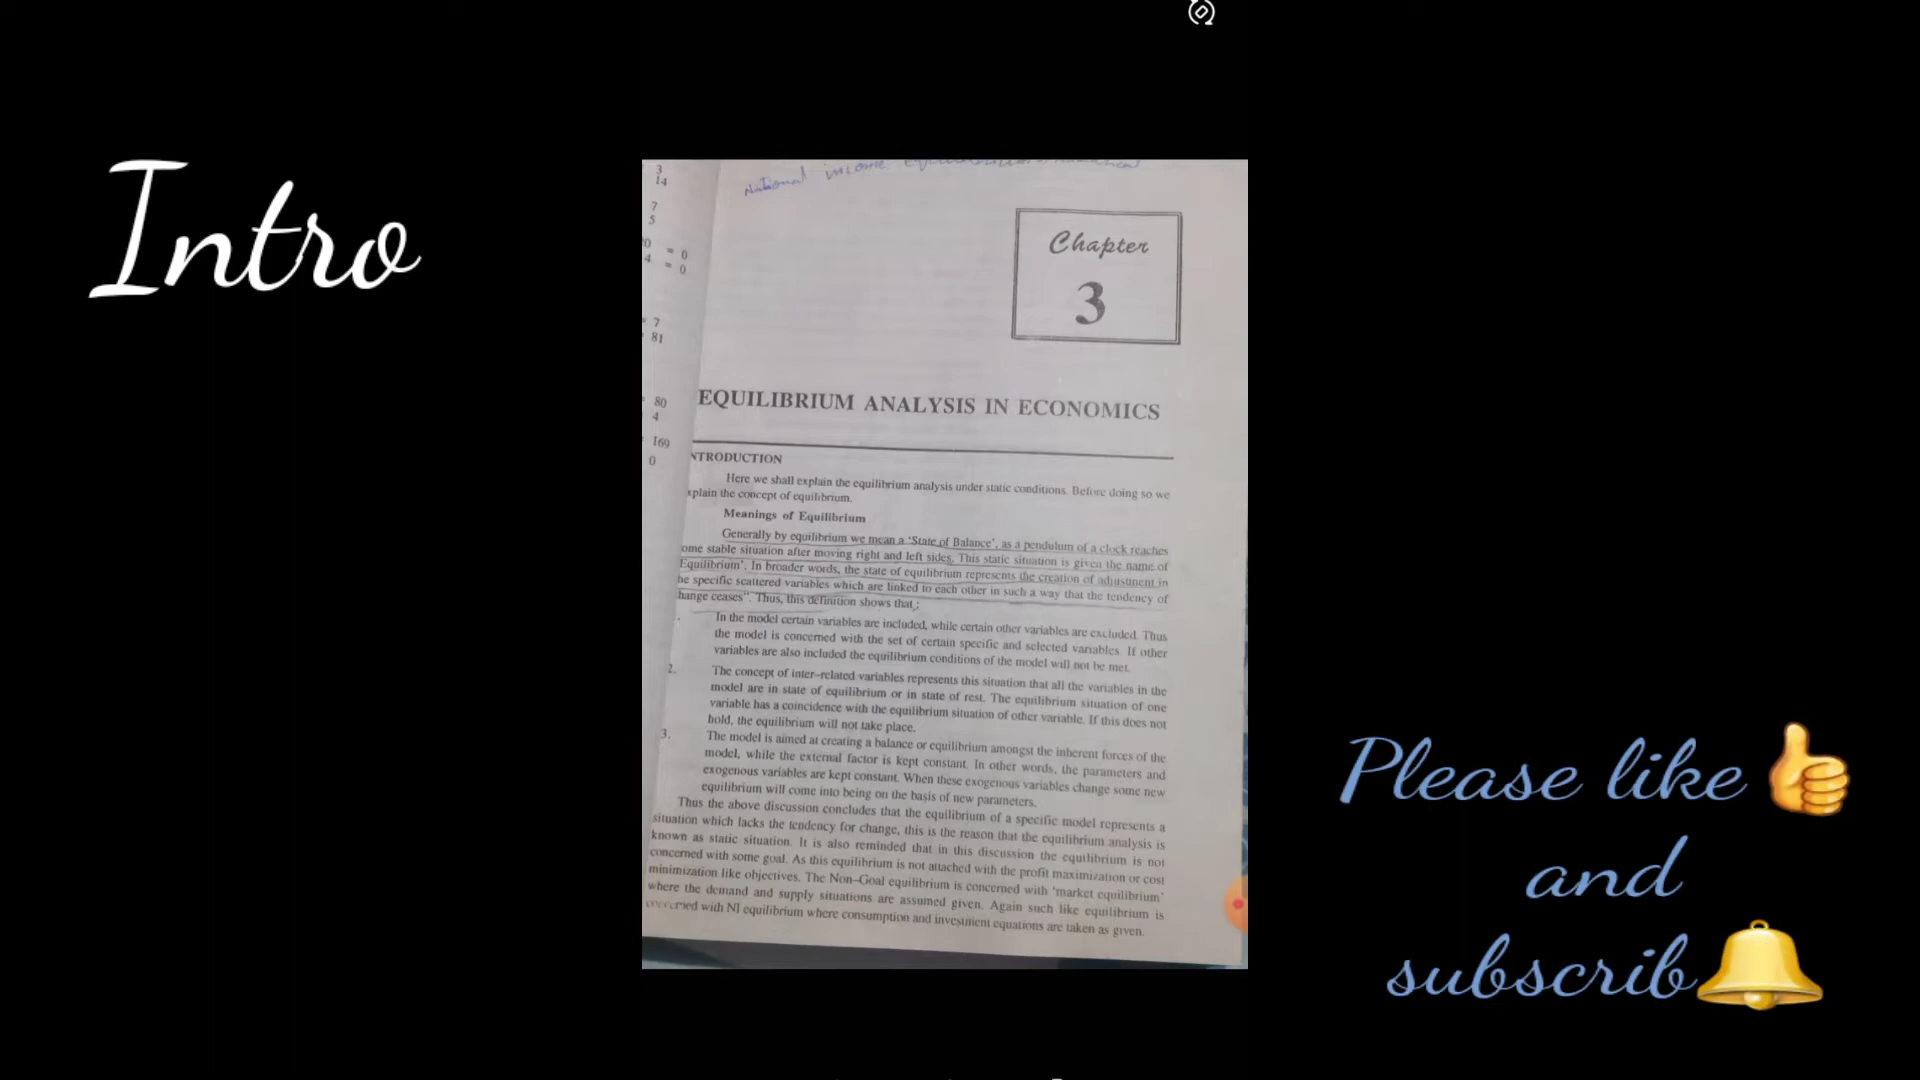 Intro
National income
3
14
7
5
0 = 0
4 = 0
= 7
81
80
4
169
0
Chapter
3
EQUILIBRIUM ANALYSIS IN ECONOMICS
NTRODUCTION
Here we shall explain the equilibrium analysis under static conditions. Before doing so we
xplain the concept of equilibrium.
Meanings of Equilibrium
Generally by equilibrium we mean a 'State of Balance', as a pendulum of a clock reaches
ome stable situation after moving right and left sides. This static situation is given the name of
Equilibrium'. In broader words, the state of equilibrium represents the creation of adjustment in
he specific scattered variables which are linked to each other in such a way that the tendency of
hange ceases". Thus, this definition shows that ;
In the model certain variables are included, while certain other variables are excluded. Thus
the model is concerned with the set of certain specific and selected variables. If other
variables are also included the equilibrium conditions of the model will not be met.
2. The concept of inter–related variables represents this situation that all the variables in the
model are in state of equilibrium or in state of rest. The equilibrium situation of one
variable has a coincidence with the equilibrium situation of other variable. If this does not
hold, the equilibrium will not take place.
3. The model is aimed at creating a balance or equilibrium amongst the inherent forces of the
model, while the external factor is kept constant. In other words, the parameters and
exogenous variables are kept constant. When these exogenous variables change some new
equilibrium will come into being on the basis of new parameters.
Thus the above discussion concludes that the equilibrium of a specific model represents a
situation which lacks the tendency for change, this is the reason that the equilibrium analysis is
known as static situation. It is also reminded that in this discussion the equilibrium is not
concerned with some goal. As this equilibrium is not attached with the profit maximization or cost
minimization like objectives. The Non–Goal equilibrium is concerned with 'market equilibrium'
where the demand and supply situations are assumed given. Again such like equilibrium is
concerned with NI equilibrium where consumption and investment equations are taken as given.
Please like 👍
and
subscrib🔔